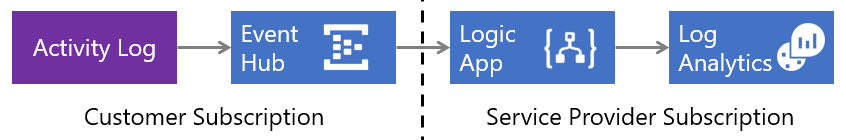 Activity Log
Event
Hub
Logic
App
Log
Analytics
Customer Subscription
Service Provider Subscription